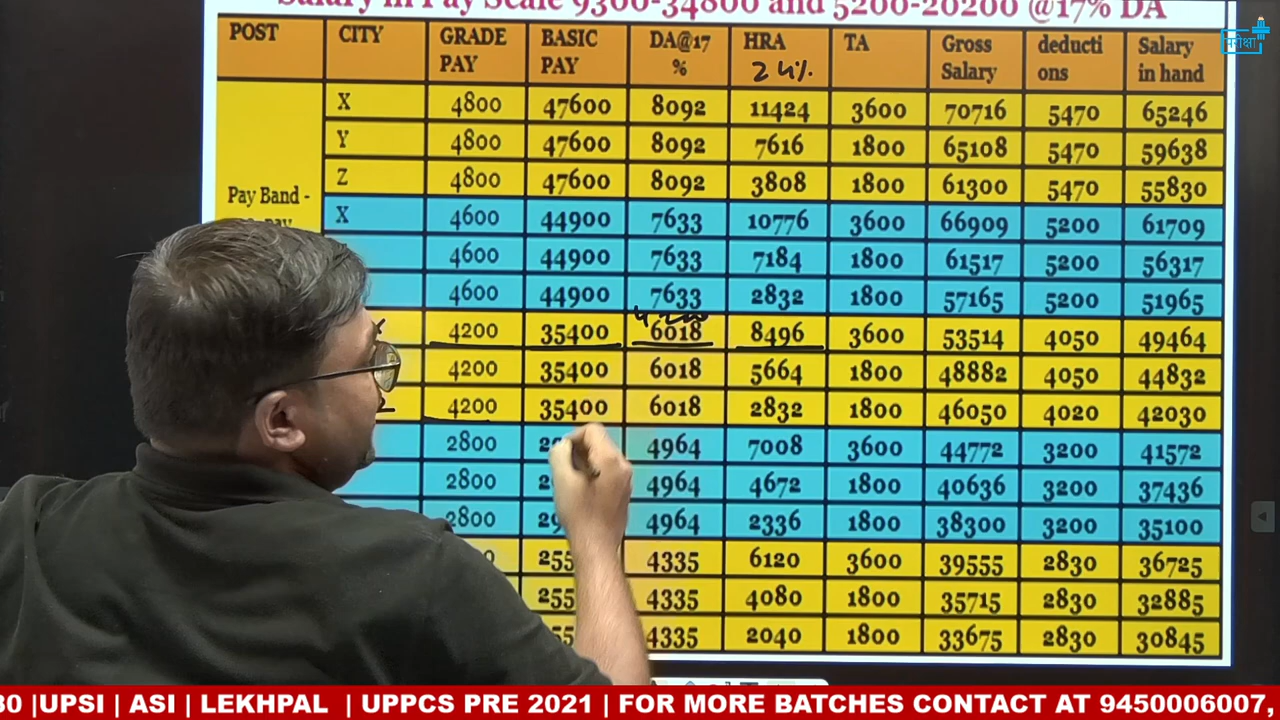 Salary in Pay Scale 9300-34800 and 5200-20200 @17% DA
परीक्षा
POST CITY GRADE PAY BASIC PAY DA@17 % HRA TA Gross Salary deducti ons Salary in hand
24%
X 4800 47600 8092 11424 3600 70716 5470 65246
Y 4800 47600 8092 7616 1800 65108 5470 59638
Z 4800 47600 8092 3808 1800 61300 5470 55830
Pay Band -
X 4600 44900 7633 10776 3600 66909 5200 61709
4600 44900 7633 7184 1800 61517 5200 56317
4600 44900 7633 2832 1800 57165 5200 51965
4200 35400 6018 8496 3600 53514 4050 49464
4200 35400 6018 5664 1800 48882 4050 44832
4200 35400 6018 2832 1800 46050 4020 42030
2800 4964 7008 3600 44772 3200 41572
2800 4964 4672 1800 40636 3200 37436
2800 4964 2336 1800 38300 3200 35100
4335 6120 3600 39555 2830 36725
4335 4080 1800 35715 2830 32885
4335 2040 1800 33675 2830 30845
|UPSI | ASI | LEKHPAL | UPPCS PRE 2021 | FOR MORE BATCHES CONTACT AT 9450006007,